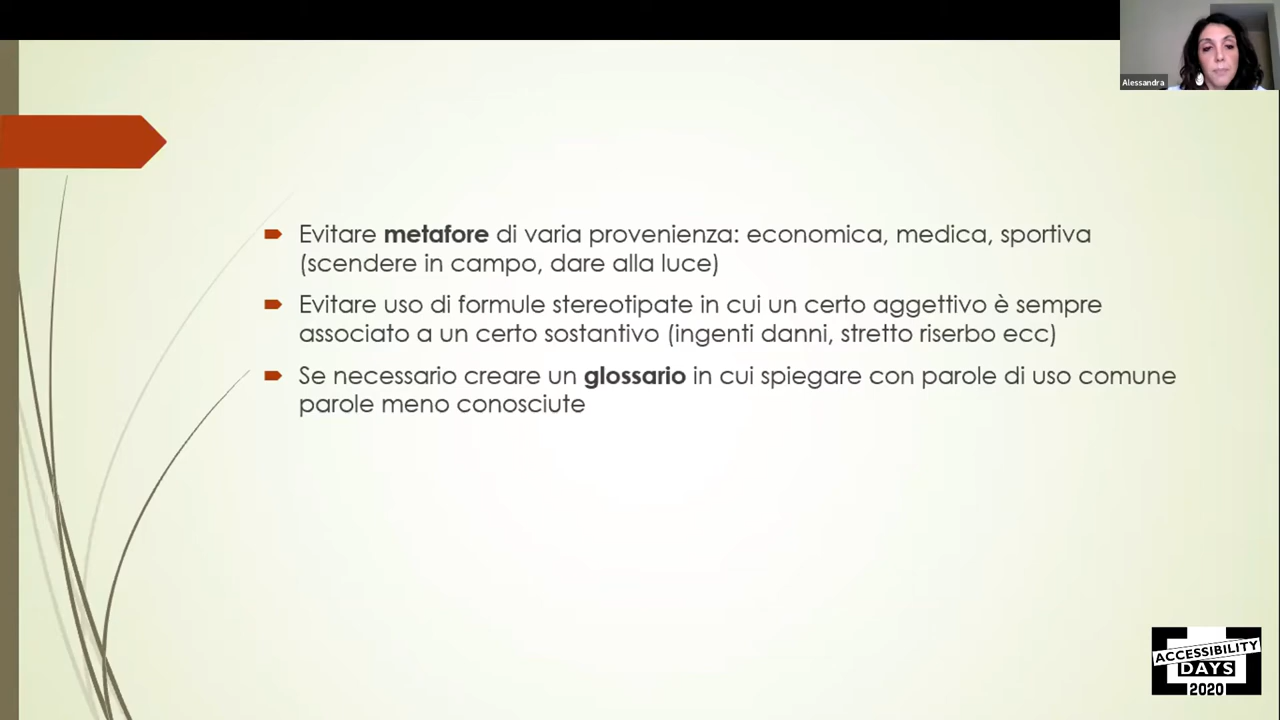 Alessandra
Evitare metafore di varia provenienza: economica, medica, sportiva
(scendere in campo, dare alla luce)
Evitare uso di formule stereotipate in cui un certo aggettivo è sempre
associato a un certo sostantivo (ingenti danni, stretto riserbo ecc)
Se necessario creare un glossario in cui spiegare con parole di uso comune
parole meno conosciute
ACCESSIBILITY
DAYS
2020